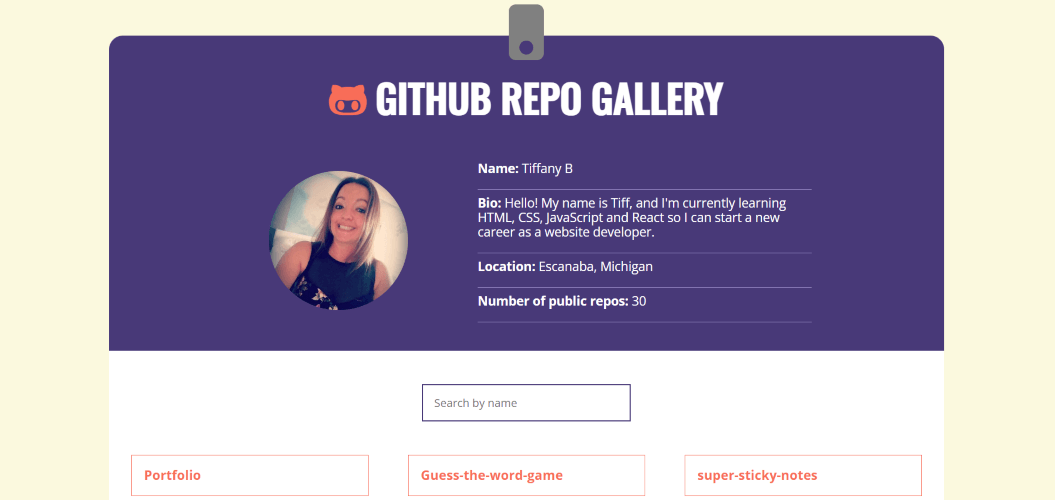 GITHUB REPO GALLERY
Name: Tiffany B
Bio: Hello! My name is Tiff, and I'm currently learning
HTML, CSS, JavaScript and React so I can start a new
career as a website developer.
Location: Escanaba, Michigan
Number of public repos: 30
Search by name
Portfolio
Guess-the-word-game
super-sticky-notes